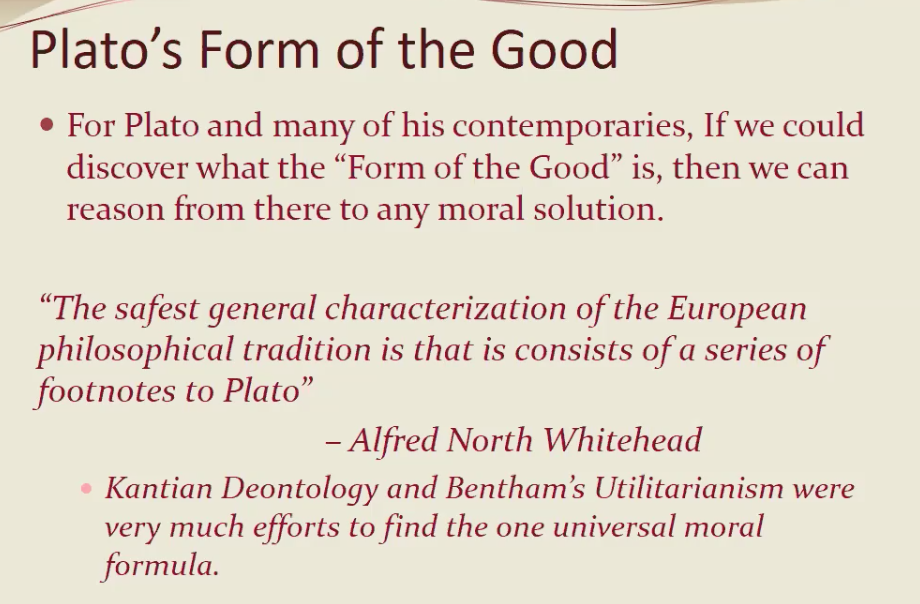 Plato’s Form of the Good
• For Plato and many of his contemporaries, If we could
discover what the “Form of the Good” is, then we can
reason from there to any moral solution.
“The safest general characterization of the European
philosophical tradition is that is consists of a series of
footnotes to Plato”
– Alfred North Whitehead
• Kantian Deontology and Bentham’s Utilitarianism were
very much efforts to find the one universal moral
formula.